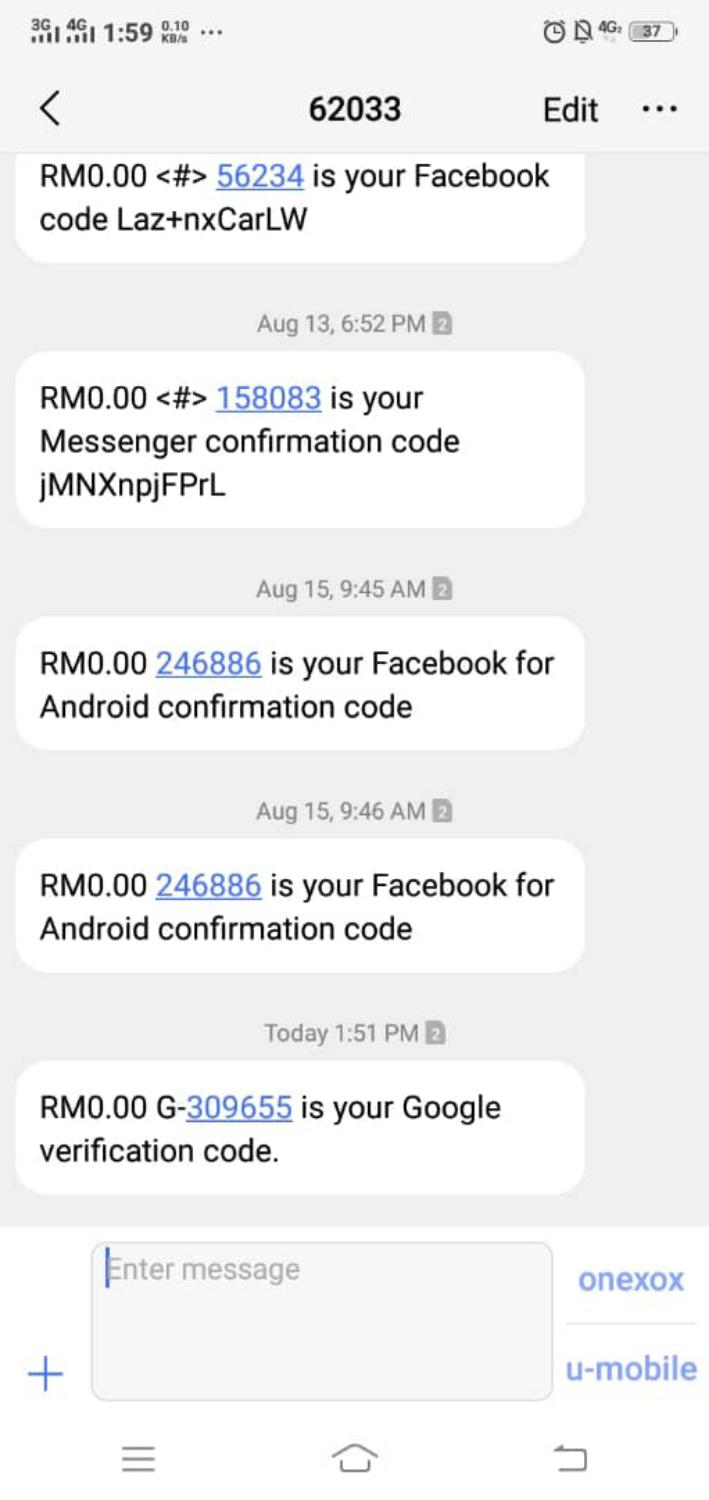 3G 4G 1:59 0.10 KB/s ... 4G2 37
62033 Edit ...
RM0.00 <#> 56234 is your Facebook
code Laz+nxCarLW
Aug 13, 6:52 PM 2
RM0.00 <#> 158083 is your
Messenger confirmation code
jMNXnpjFPrL
Aug 15, 9:45 AM 2
RM0.00 246886 is your Facebook for
Android confirmation code
Aug 15, 9:46 AM 2
RM0.00 246886 is your Facebook for
Android confirmation code
Today 1:51 PM 2
RM0.00 G-309655 is your Google
verification code.
Enter message
onexox
u-mobile